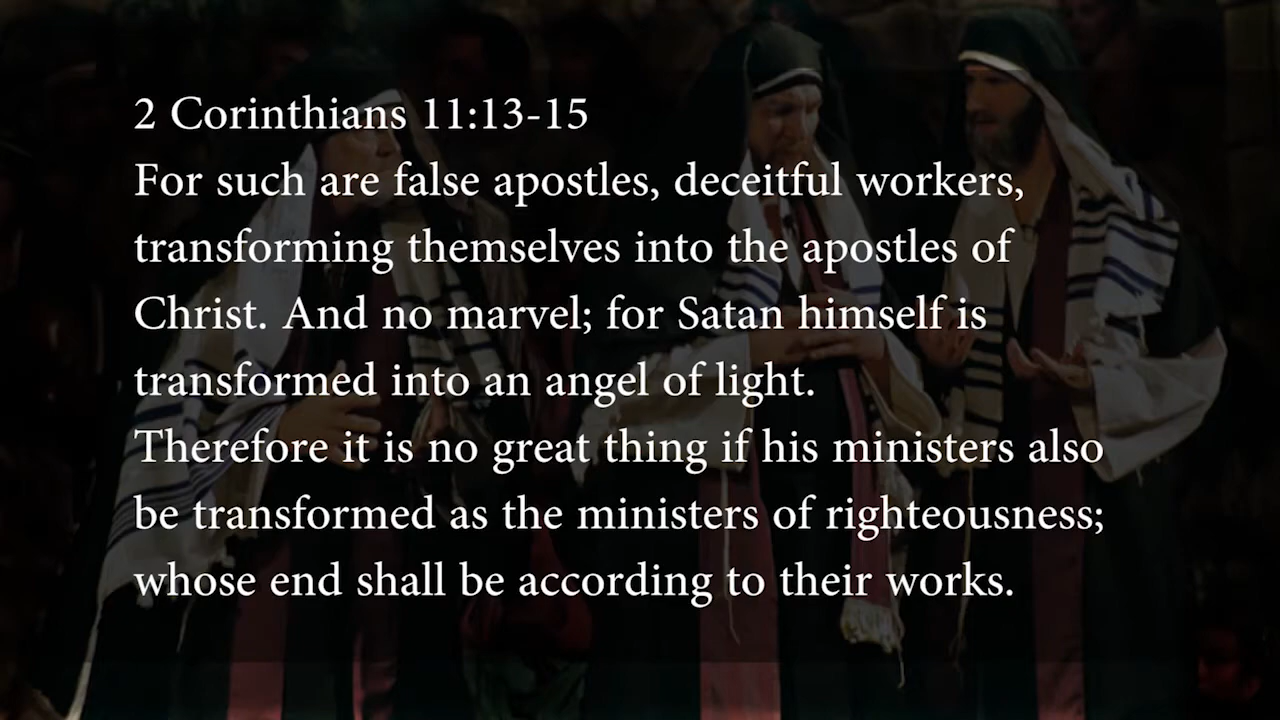 2 Corinthians 11:13-15
For such are false apostles, deceitful workers,
transforming themselves into the apostles of
Christ. And no marvel; for Satan himself is
transformed into an angel of light.
Therefore it is no great thing if his ministers also
be transformed as the ministers of righteousness;
whose end shall be according to their works.